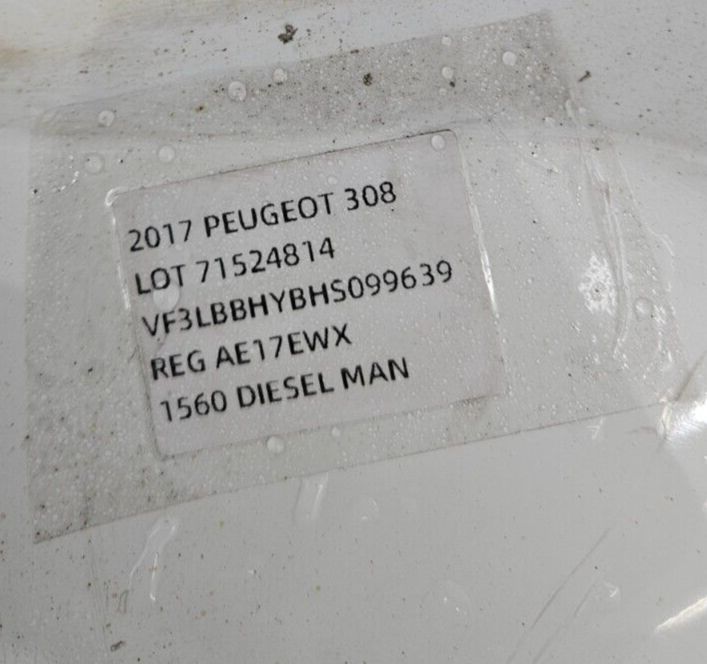 2017 PEUGEOT 308
LOT 71524814
VF3LBBHYBHS099639
REG AE17EWX
1560 DIESEL MAN